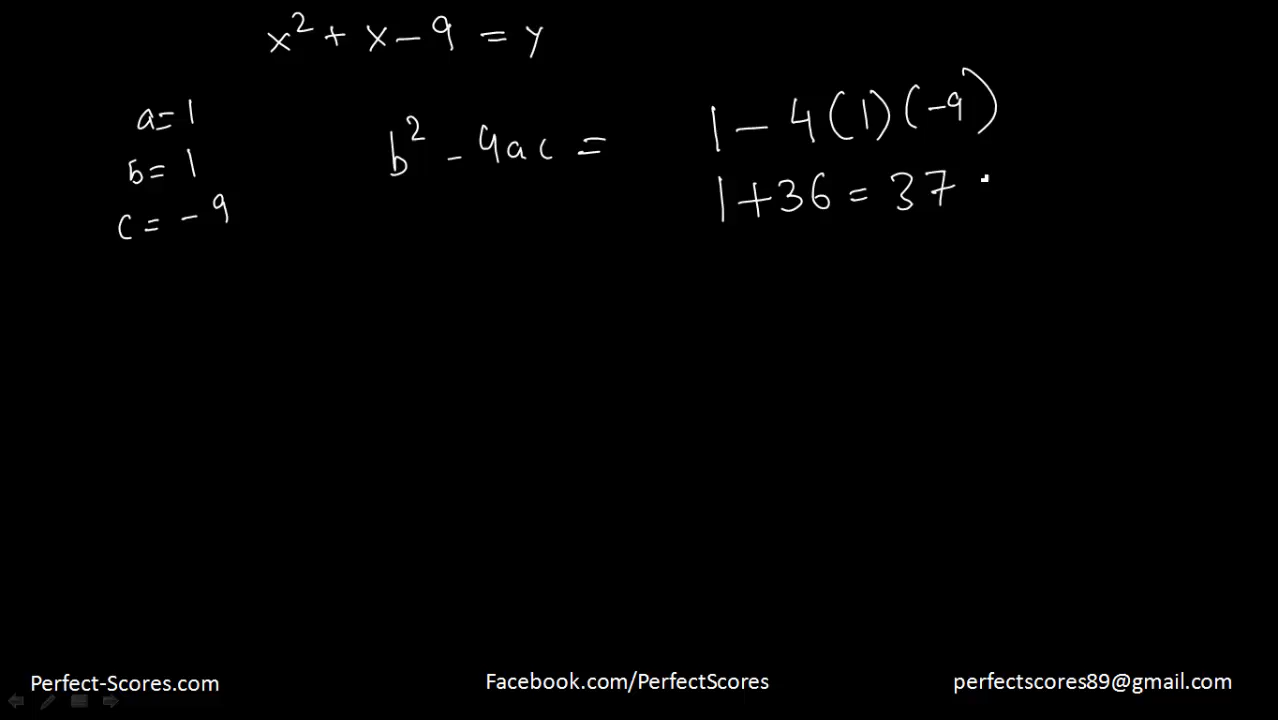 x² + x - 9 = y
a = 1
b = 1
c = - 9
b² - 4ac =
1 - 4(1)(-9)
1 + 36 = 37
Perfect-Scores.com
Facebook.com/PerfectScores
perfectscores89@gmail.com